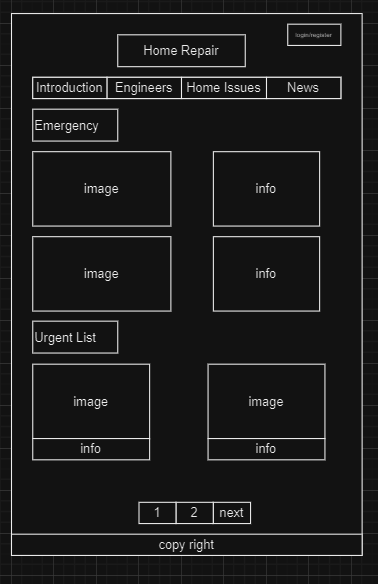 login/register
Home Repair
Introduction Engineers Home Issues News
Emergency
image info
image info
Urgent List
image image
info info
1 2 next
copy right